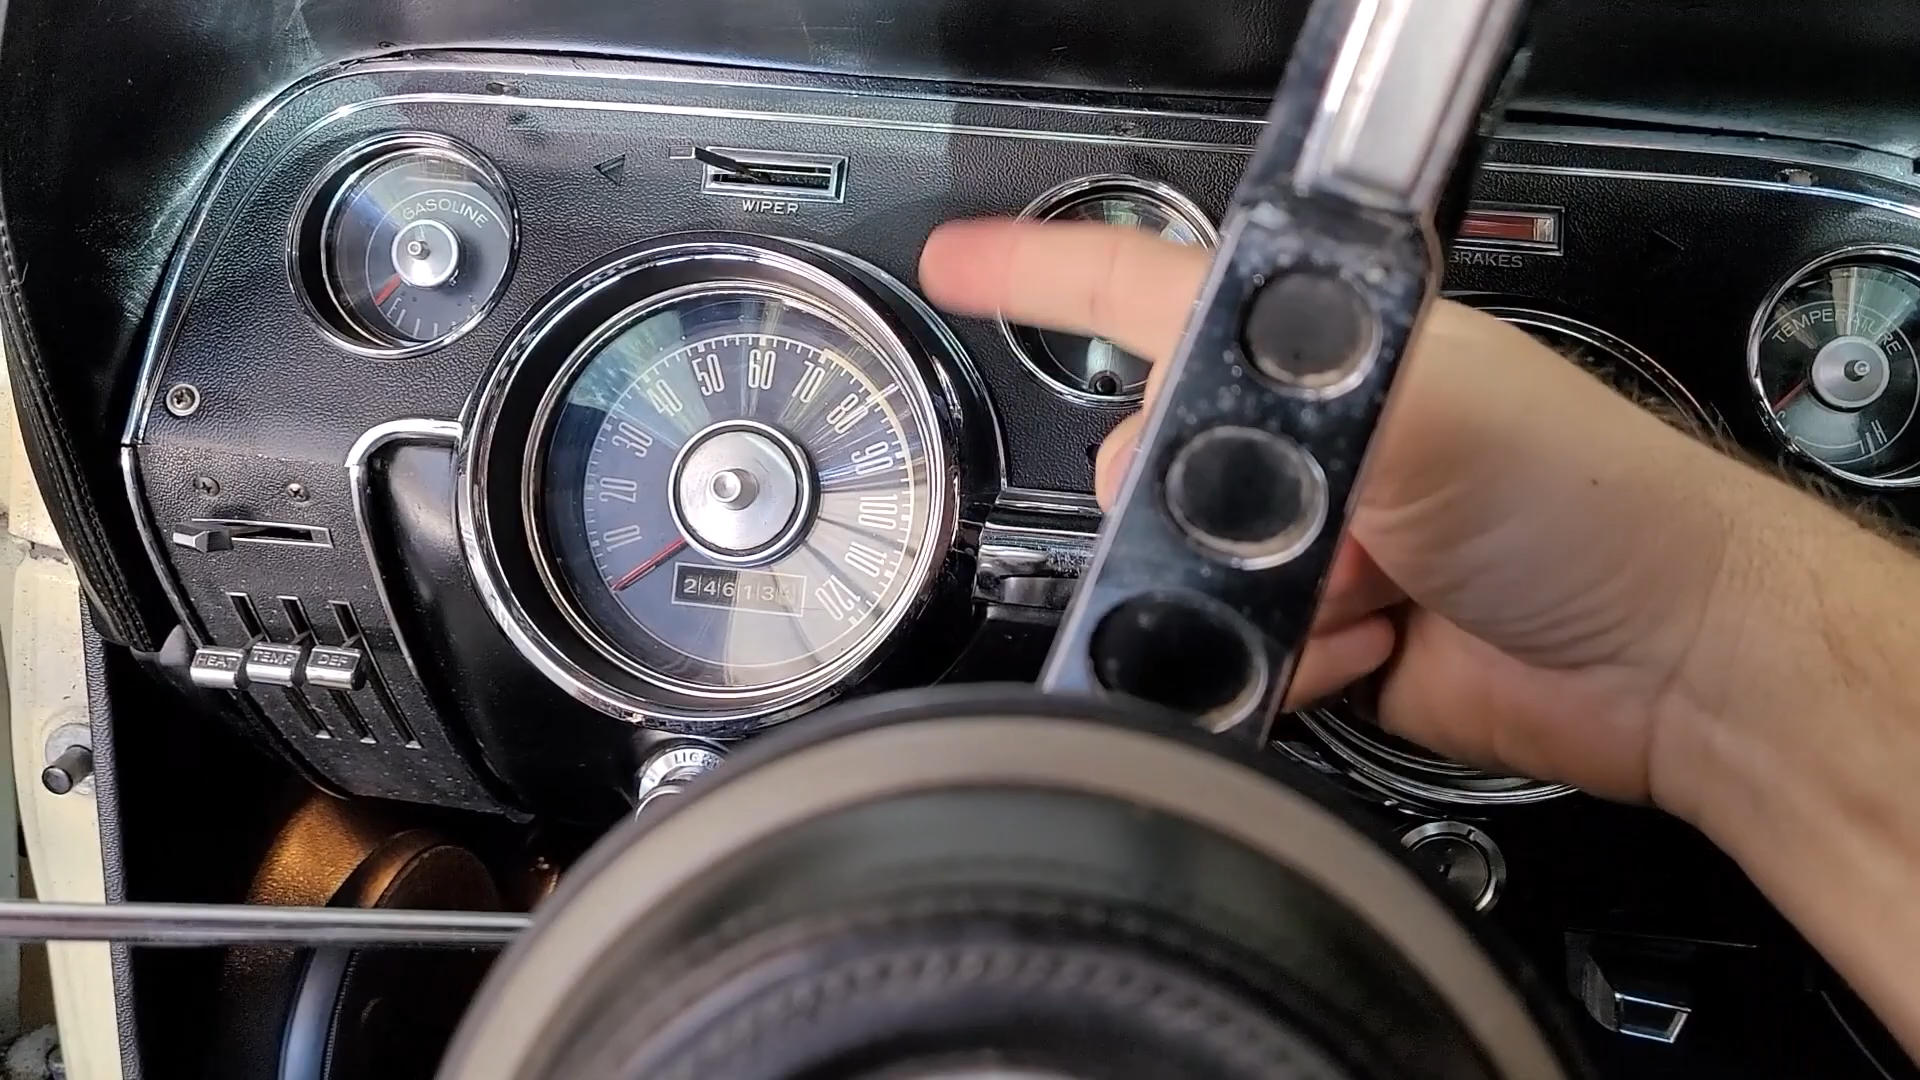 WIPER
GASOLINE
E
BRAKES
TEMPERATURE
C H
10 20 30 40 50 60 70 80 90 100 110 120
24613
HEAT TEMP DEF